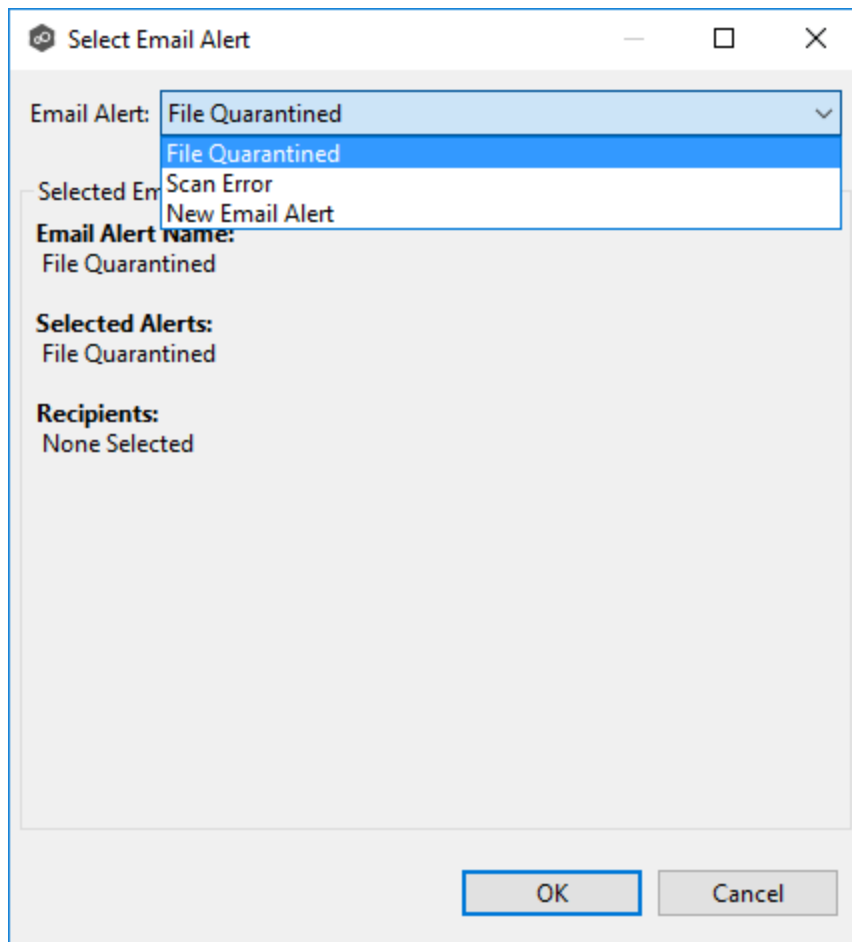 Select Email Alert
Email Alert: File Quarantined
File Quarantined
Scan Error
New Email Alert
Selected
Email Alert Name:
File Quarantined
Selected Alerts:
File Quarantined
Recipients:
None Selected
OK Cancel